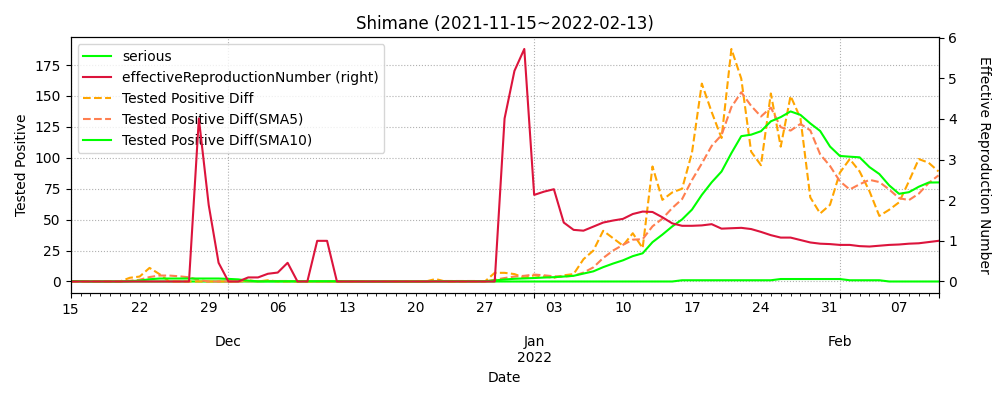 Shimane (2021-11-15~2022-02-13)
serious
effectiveReproductionNumber (right)
Tested Positive Diff
Tested Positive Diff(SMA5)
Tested Positive Diff(SMA10)
Tested Positive
175
150
125
100
75
50
25
0
6
5
4
3
2
1
0
Effective Reproduction Number
15 22 29 06 13 20 27 03 10 17 24 31 07
Dec Jan Feb
2022
Date